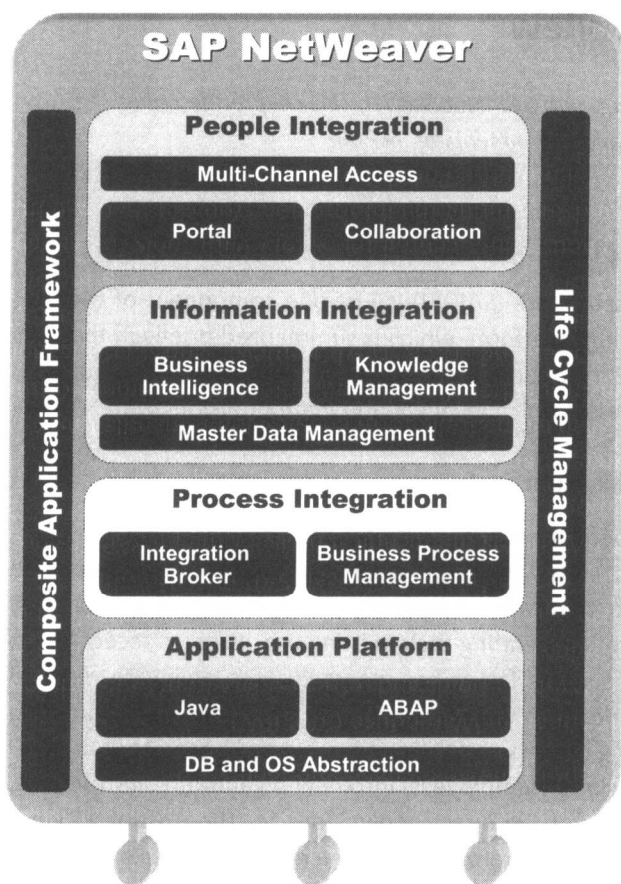 SAP NetWeaver
Composite Application Framework
People Integration
Multi-Channel Access
Portal
Collaboration
Information Integration
Business
Intelligence
Knowledge
Management
Master Data Management
Process Integration
Integration
Broker
Business Process
Management
Application Platform
Java
ABAP
DB and OS Abstraction
Life Cycle Management